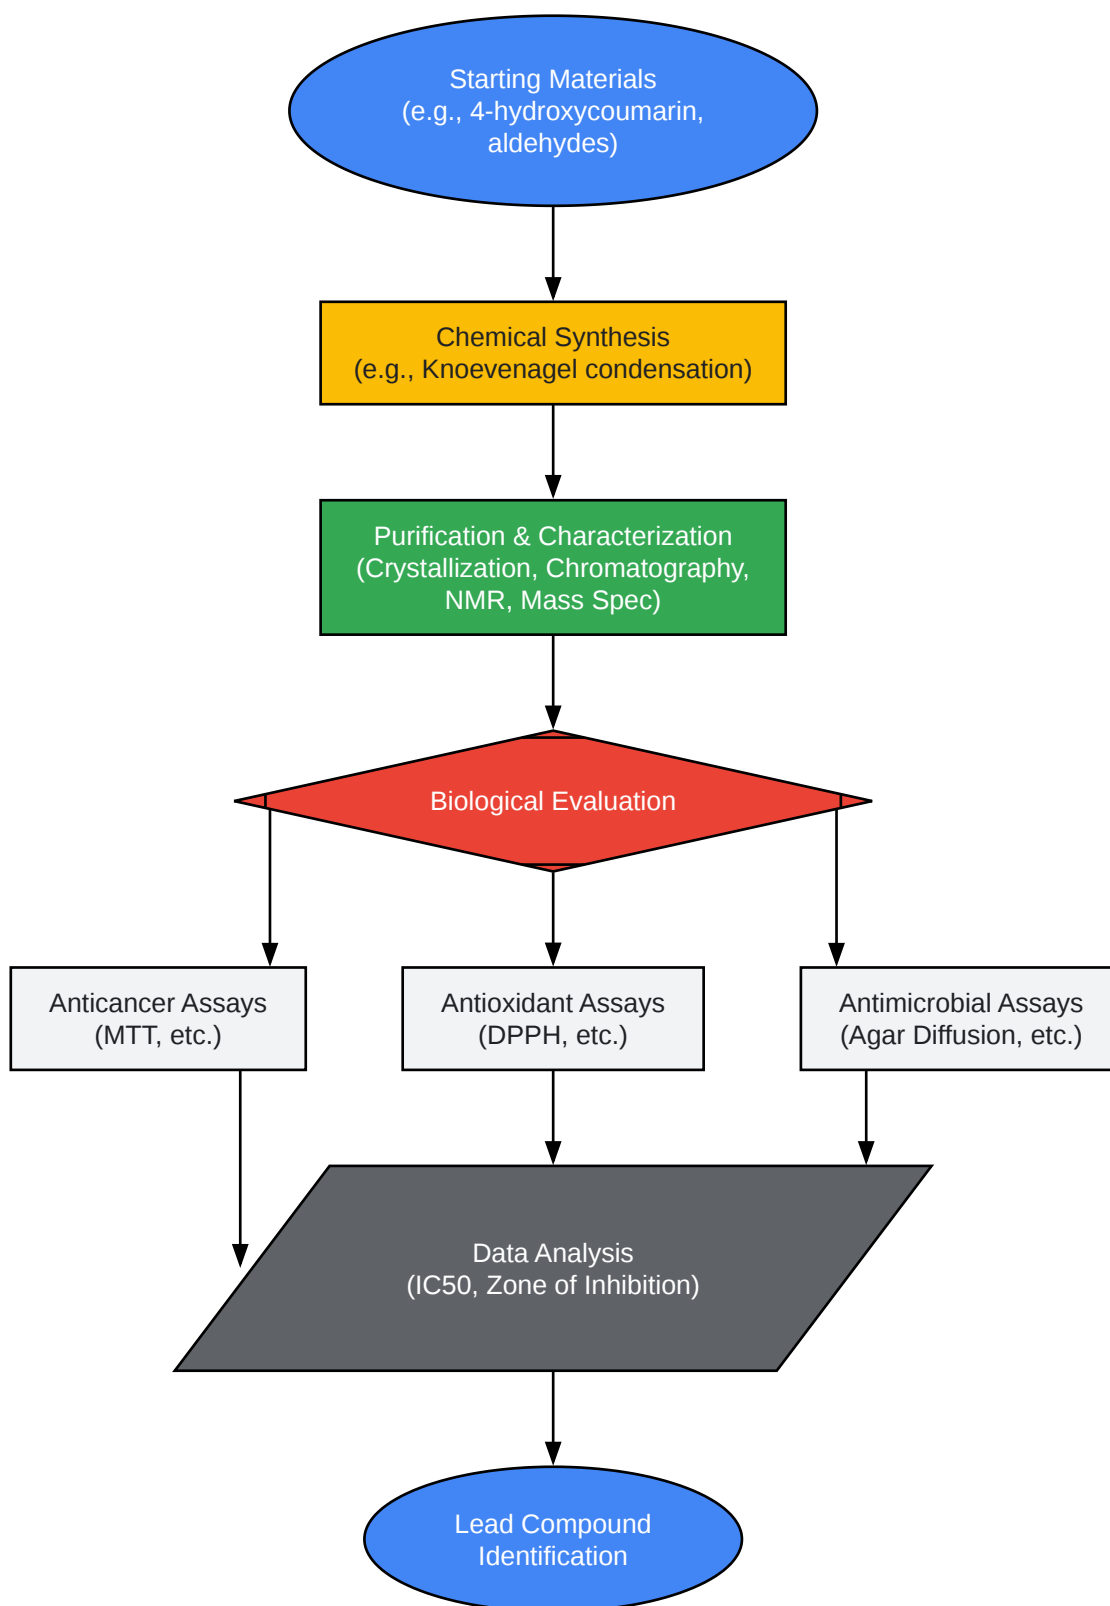 Starting Materials
(e.g., 4-hydroxycoumarin,
aldehydes)
Chemical Synthesis
(e.g., Knoevenagel condensation)
Purification & Characterization
(Crystallization, Chromatography,
NMR, Mass Spec)
Biological Evaluation
Anticancer Assays
(MTT, etc.)
Antioxidant Assays
(DPPH, etc.)
Antimicrobial Assays
(Agar Diffusion, etc.)
Data Analysis
(IC50, Zone of Inhibition)
Lead Compound
Identification